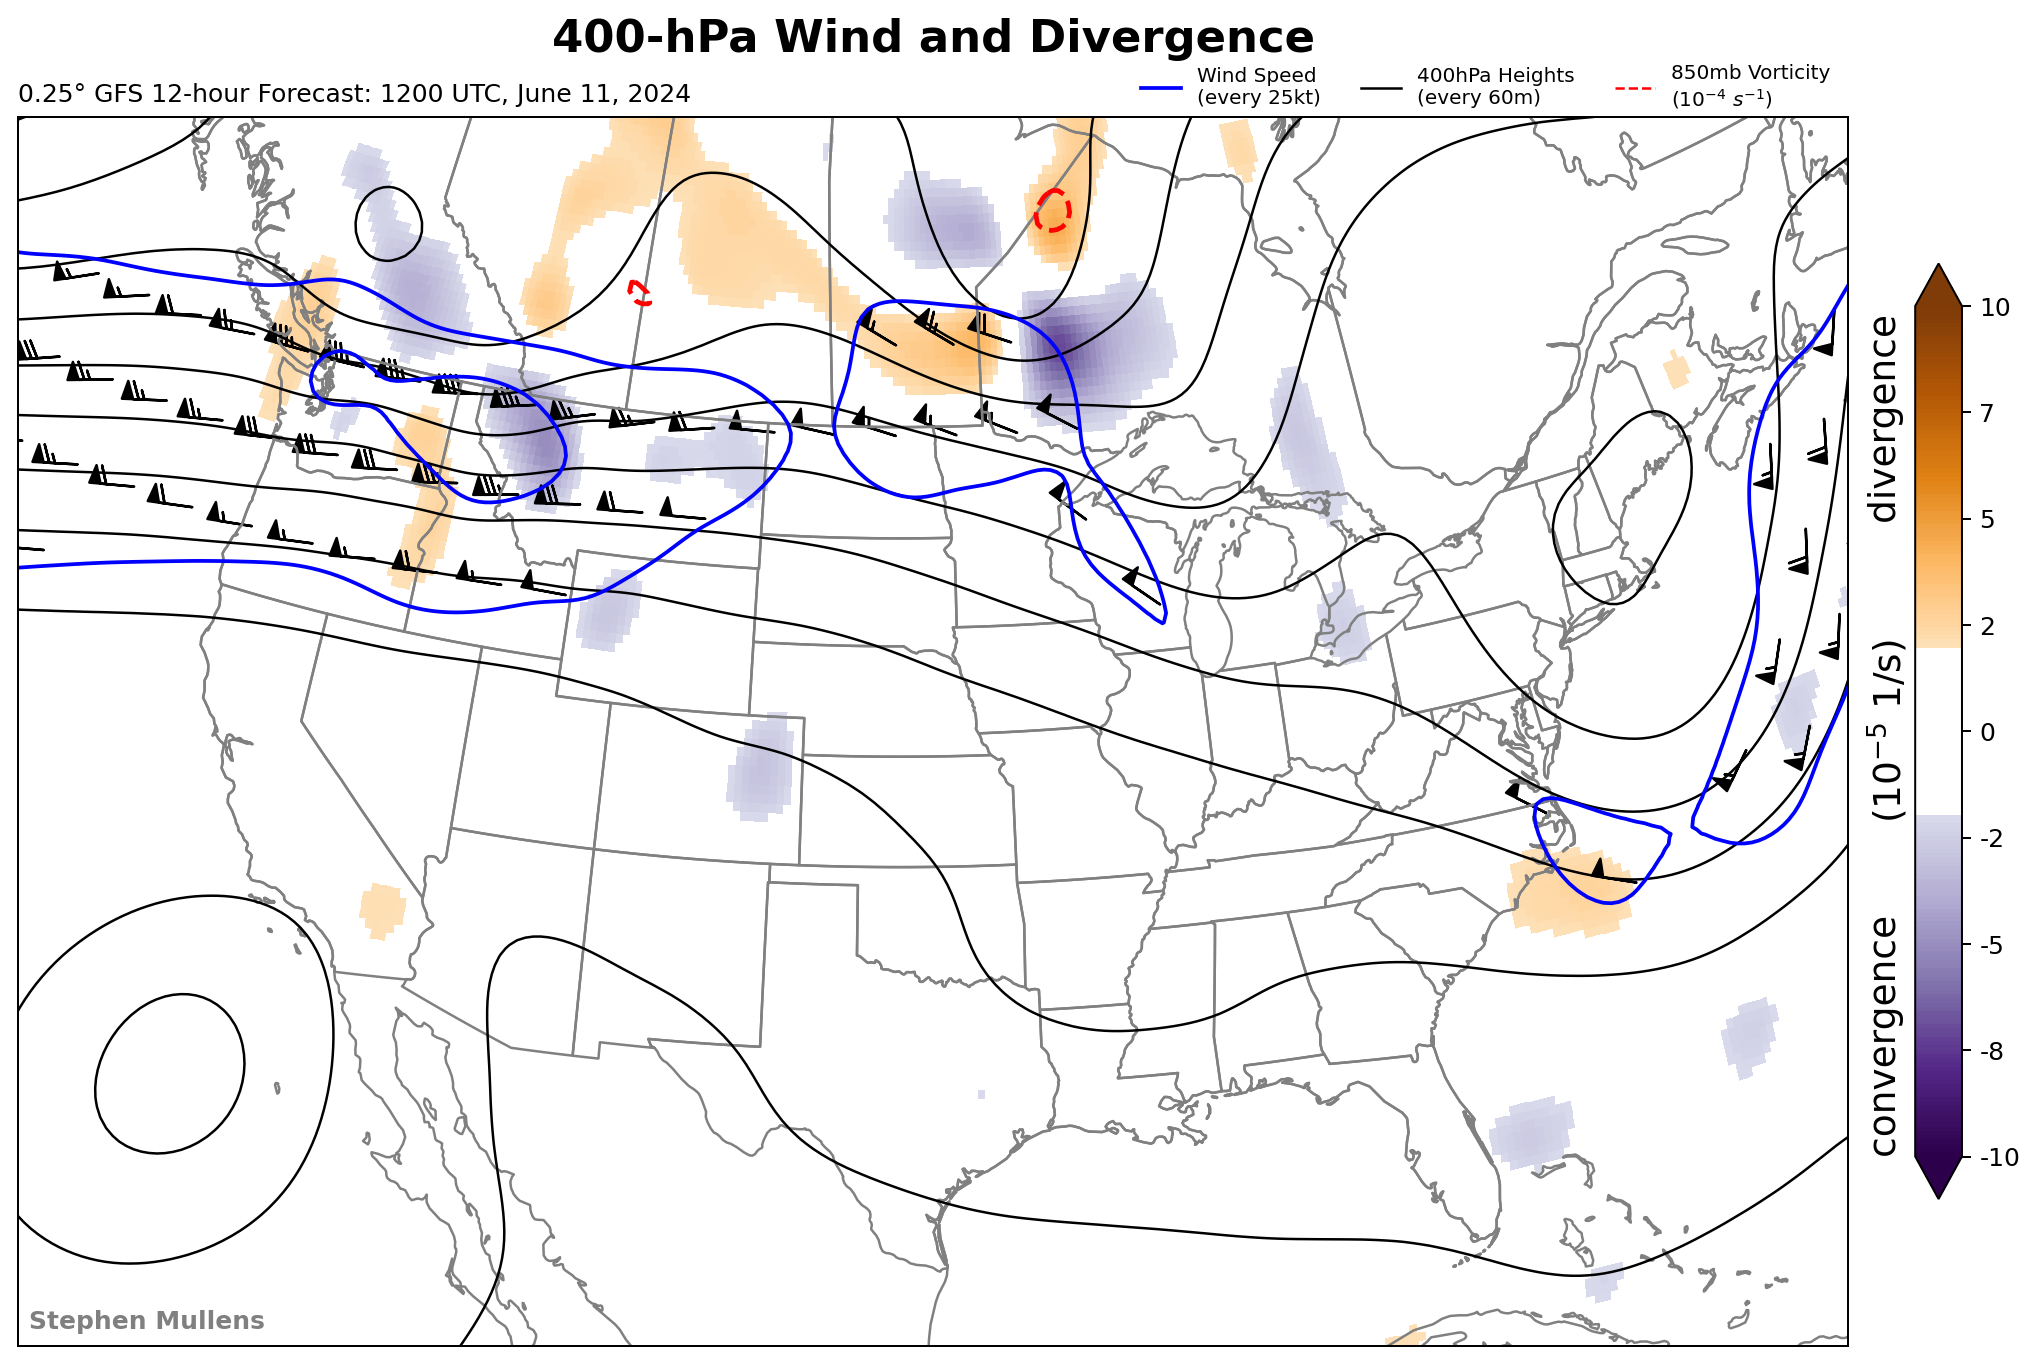 400-hPa Wind and Divergence
0.25° GFS 12-hour Forecast: 1200 UTC, June 11, 2024
Wind Speed
(every 25kt)
400hPa Heights
(every 60m)
850mb Vorticity
(10⁻⁴ s⁻¹)
10
7
5
2
0
-2
-5
-8
-10
convergence (10⁻⁵ 1/s) divergence
Stephen Mullens